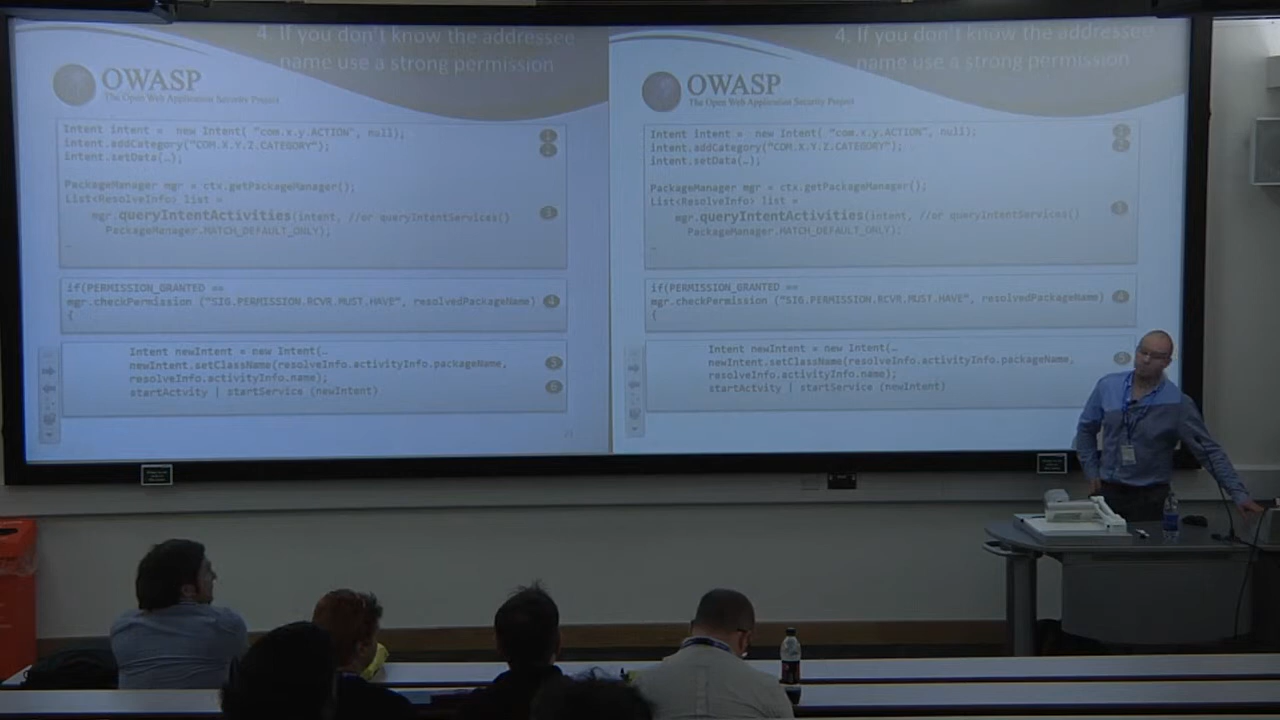 4. If you don't know the addressee
name use a strong permission
OWASP
The Open Web Application Security Project
Intent intent = new Intent( "com.x.y.ACTION", null);
intent.addCategory("COM.X.Y.Z.CATEGORY");
intent.setData(…);
PackageManager mgr = ctx.getPackageManager();
List<ResolveInfo> list =
mgr.queryIntentActivities(intent, //or queryIntentServices()
PackageManager.MATCH_DEFAULT_ONLY);
…
if(PERMISSION_GRANTED ==
mgr.checkPermission ("SIG.PERMISSION.RCVR.MUST.HAVE", resolvedPackageName)
{
Intent newIntent = new Intent(…
newIntent.setClassName(resolveInfo.activityInfo.packageName,
resolveInfo.activityInfo.name);
startActvity | startService (newIntent)
4. If you don't know the addressee
name use a strong permission
OWASP
The Open Web Application Security Project
Intent intent = new Intent( "com.x.y.ACTION", null);
intent.addCategory("COM.X.Y.Z.CATEGORY");
intent.setData(…);
PackageManager mgr = ctx.getPackageManager();
List<ResolveInfo> list =
mgr.queryIntentActivities(intent, //or queryIntentServices()
PackageManager.MATCH_DEFAULT_ONLY);
…
if(PERMISSION_GRANTED ==
mgr.checkPermission ("SIG.PERMISSION.RCVR.MUST.HAVE", resolvedPackageName)
{
Intent newIntent = new Intent(…
newIntent.setClassName(resolveInfo.activityInfo.packageName,
resolveInfo.activityInfo.name);
startActvity | startService (newIntent)